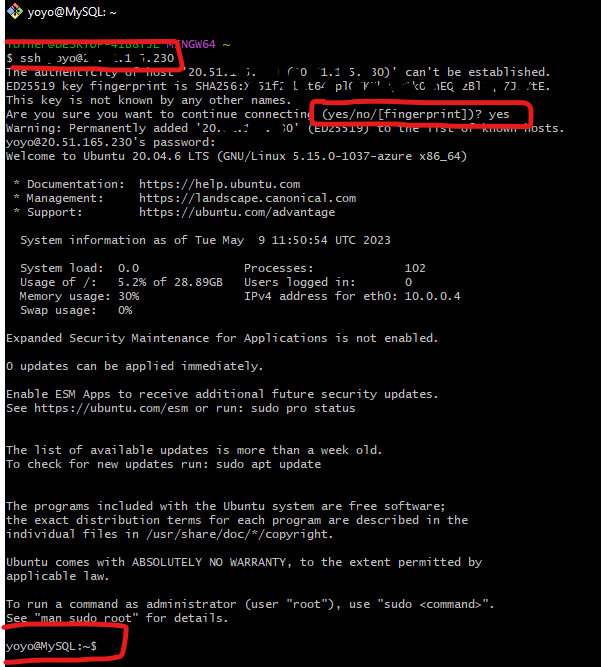 yoyo@MySQL: ~
MINGW64 ~
$ ssh
The authenticity of host can't be established.
ED25519 key fingerprint is
This key is not known by any other names.
Are you sure you want to continue connecting (yes/no/[fingerprint])? yes
Warning: Permanently added (ED25519) to the list of known hosts.
yoyo@20.51.165.230's password:
Welcome to Ubuntu 20.04.6 LTS (GNU/Linux 5.15.0-1037-azure x86_64)
* Documentation: https://help.ubuntu.com
* Management: https://landscape.canonical.com
* Support: https://ubuntu.com/advantage
System information as of Tue May 9 11:50:54 UTC 2023
System load: 0.0 Processes: 102
Usage of /: 5.2% of 28.89GB Users logged in: 0
Memory usage: 30% IPv4 address for eth0: 10.0.0.4
Swap usage: 0%
Expanded Security Maintenance for Applications is not enabled.
0 updates can be applied immediately.
Enable ESM Apps to receive additional future security updates.
See https://ubuntu.com/esm or run: sudo pro status
The list of available updates is more than a week old.
To check for new updates run: sudo apt update
The programs included with the Ubuntu system are free software;
the exact distribution terms for each program are described in the
individual files in /usr/share/doc/*/copyright.
Ubuntu comes with ABSOLUTELY NO WARRANTY, to the extent permitted by
applicable law.
To run a command as administrator (user "root"), use "sudo <command>".
See "man sudo_root" for details.
yoyo@MySQL:~$